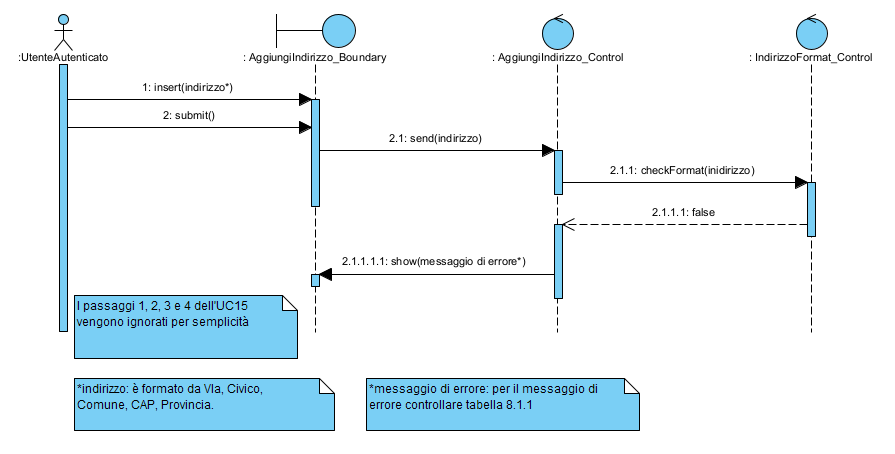 :UtenteAutenticato
: AggiungiIndirizzo_Boundary
: AggiungiIndirizzo_Control
: IndirizzoFormat_Control
1: insert(indirizzo*)
2: submit()
2.1: send(indirizzo)
2.1.1: checkFormat(inidirizzo)
2.1.1.1: false
2.1.1.1.1: show(messaggio di errore*)
I passaggi 1, 2, 3 e 4 dell'UC15
vengono ignorati per semplicità
*indirizzo: è formato da VIa, Civico,
Comune, CAP, Provincia.
*messaggio di errore: per il messaggio di
errore controllare tabella 8.1.1